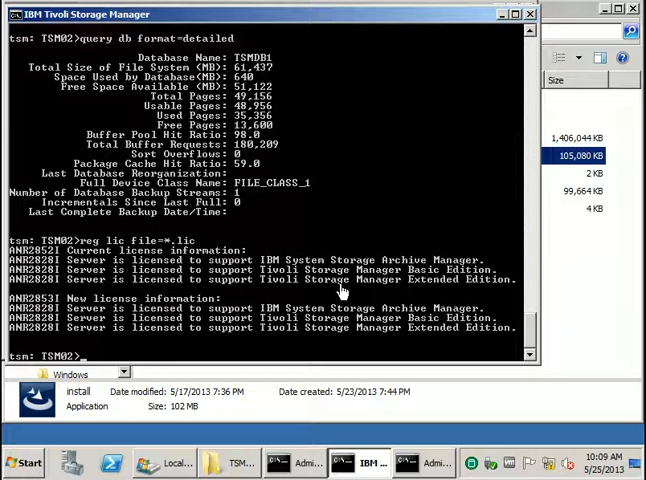 IBM Tivoli Storage Manager
tsm: TSM02>query db format=detailed
Database Name: TSMDB1
Total Size of File System (MB): 61,437
Space Used by Database(MB): 640
Free Space Available (MB): 51,122
Total Pages: 49,156
Usable Pages: 48,956
Used Pages: 35,356
Free Pages: 13,600
Buffer Pool Hit Ratio: 98.0
Total Buffer Requests: 180,209
Sort Overflows: 0
Package Cache Hit Ratio: 59.0
Last Database Reorganization:
Full Device Class Name: FILE_CLASS_1
Number of Database Backup Streams: 1
Incrementals Since Last Full: 0
Last Complete Backup Date/Time:
tsm: TSM02>reg lic file=*.lic
ANR2852I Current license information:
ANR2828I Server is licensed to support IBM System Storage Archive Manager.
ANR2828I Server is licensed to support Tivoli Storage Manager Basic Edition.
ANR2828I Server is licensed to support Tivoli Storage Manager Extended Edition.
ANR2853I New license information:
ANR2828I Server is licensed to support IBM System Storage Archive Manager.
ANR2828I Server is licensed to support Tivoli Storage Manager Basic Edition.
ANR2828I Server is licensed to support Tivoli Storage Manager Extended Edition.
tsm: TSM02>_
Size
1,406,044 KB
105,080 KB
2 KB
99,664 KB
4 KB
Windows
install Date modified: 5/17/2013 7:36 PM Date created: 5/23/2013 7:44 PM
Application Size: 102 MB
Start Local... TSM... Admi... IBM ... Admi... 10:09 AM
5/25/2013